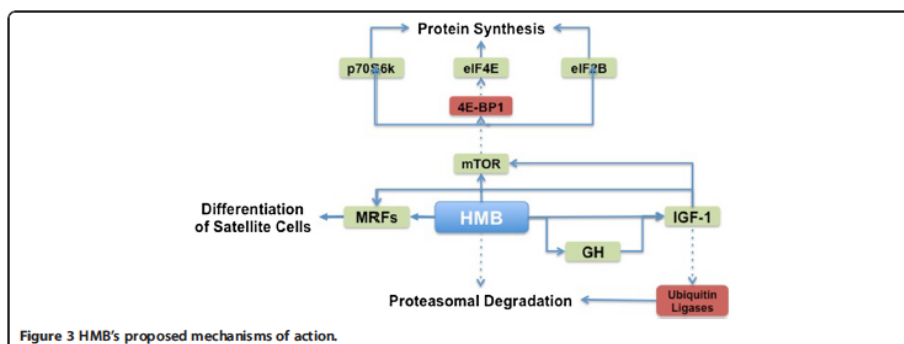 Protein Synthesis
p70S6k
eIF4E
eIF2B
4E-BP1
mTOR
Differentiation
of Satellite Cells
MRFs
HMB
IGF-1
GH
Proteasomal Degradation
Ubiquitin
Ligases
Figure 3 HMB's proposed mechanisms of action.